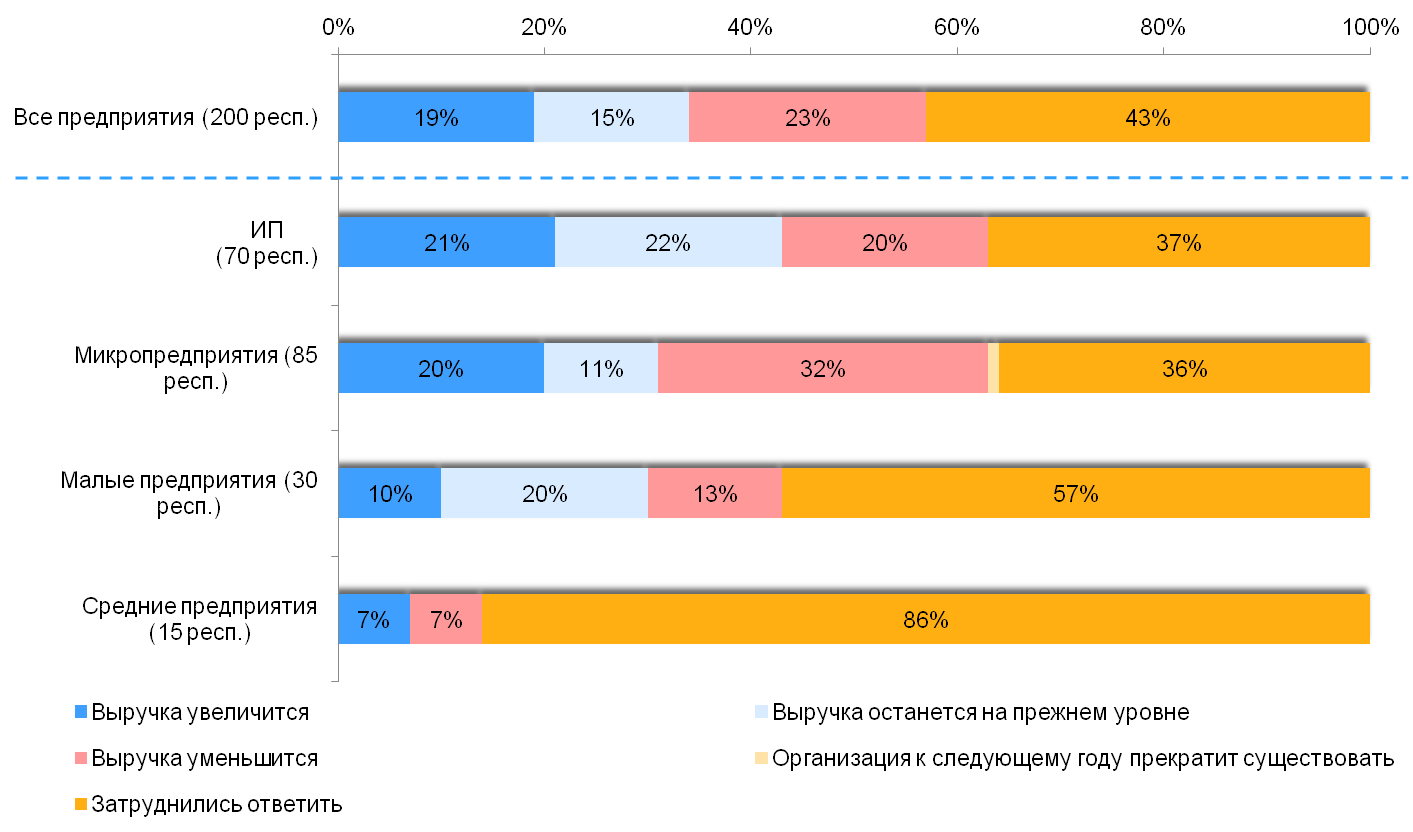 0% 20% 40% 60% 80% 100%
Все предприятия (200 респ.)
19% 15% 23% 43%
ИП
(70 респ.)
21% 22% 20% 37%
Микропредприятия (85
респ.)
20% 11% 32% 36%
Малые предприятия (30
респ.)
10% 20% 13% 57%
Средние предприятия
(15 респ.)
7% 7% 86%
Выручка увеличится
Выручка останется на прежнем уровне
Выручка уменьшится
Организация к следующему году прекратит существовать
Затруднились ответить